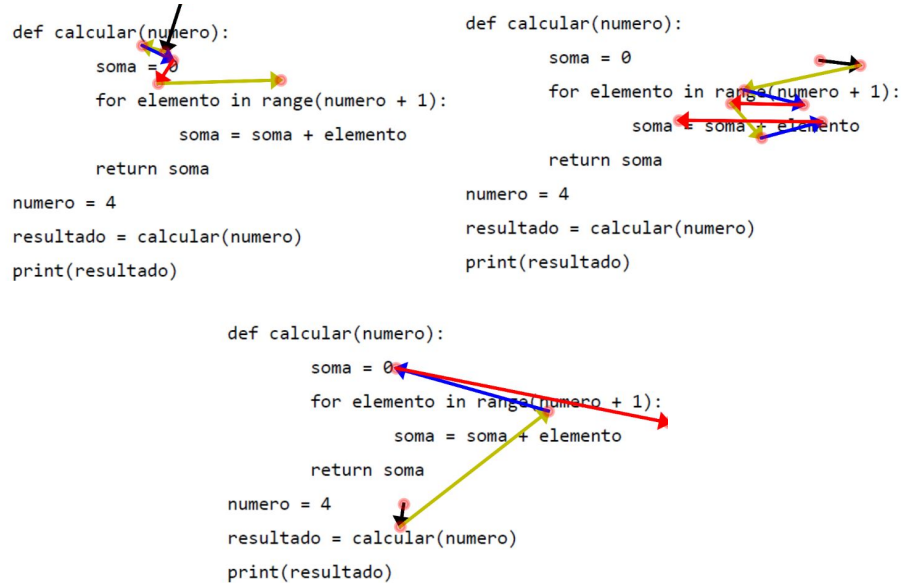 def calcular(numero):
soma = 0
for elemento in range(numero + 1):
soma = soma + elemento
return soma
numero = 4
resultado = calcular(numero)
print(resultado)
def calcular(numero):
soma = 0
for elemento in range(numero + 1):
soma = soma + elemento
return soma
numero = 4
resultado = calcular(numero)
print(resultado)
def calcular(numero):
soma = 0
for elemento in range(numero + 1):
soma = soma + elemento
return soma
numero = 4
resultado = calcular(numero)
print(resultado)